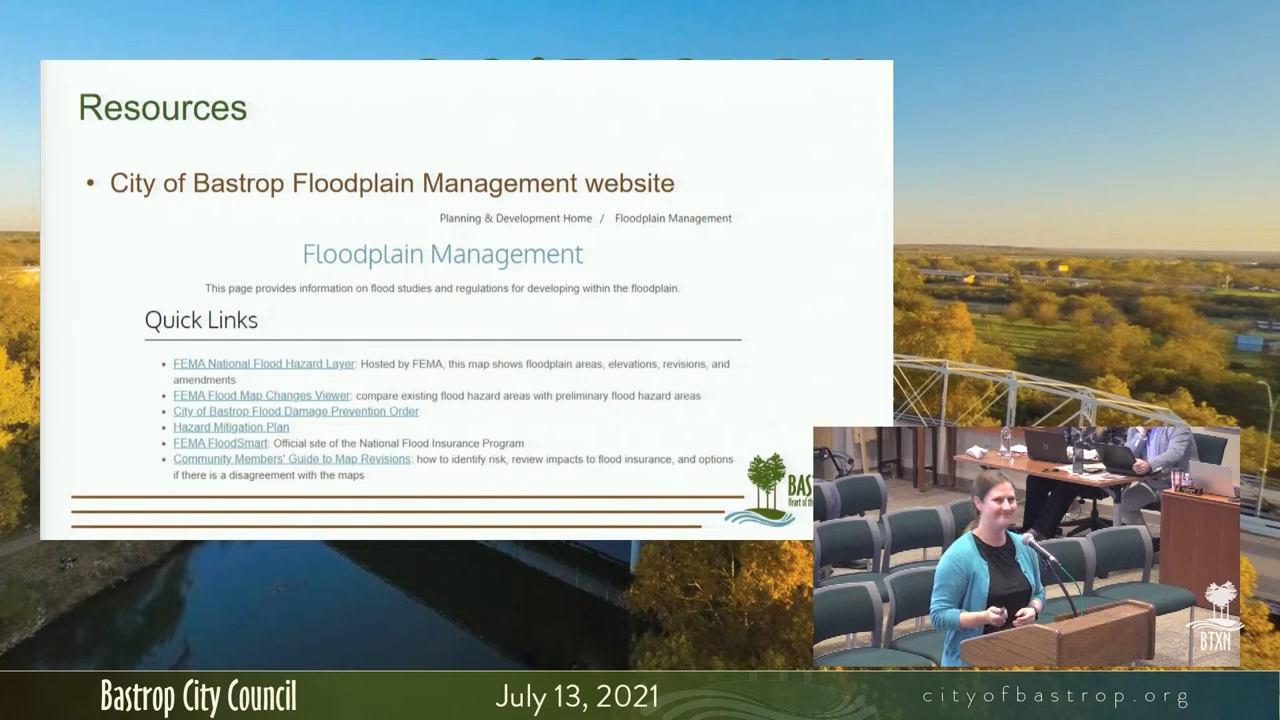 Resources
• City of Bastrop Floodplain Management website
Planning & Development Home / Floodplain Management
Floodplain Management
This page provides information on flood studies and regulations for developing within the floodplain.
Quick Links
• FEMA National Flood Hazard Layer: Hosted by FEMA, this map shows floodplain areas, elevations, revisions, and
amendments
• FEMA Flood Map Changes Viewer: compare existing flood hazard areas with preliminary flood hazard areas
• City of Bastrop Flood Damage Prevention Order
• Hazard Mitigation Plan
• FEMA FloodSmart: Official site of the National Flood Insurance Program
• Community Members' Guide to Map Revisions: how to identify risk, review impacts to flood insurance, and options
if there is a disagreement with the maps
BAS
Heart of th
BTXN
Bastrop City Council
July 13, 2021
cityofbastrop.org